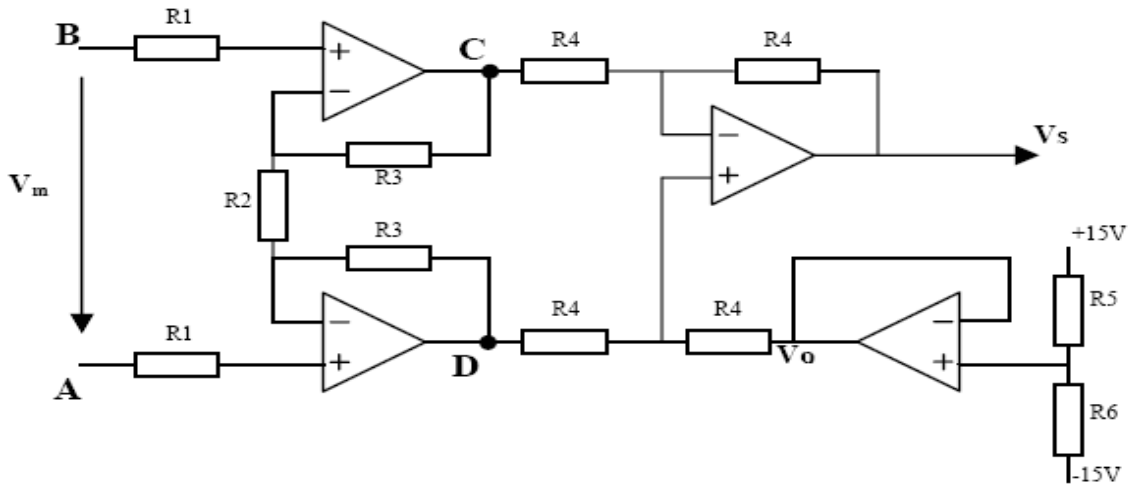 R1
B
C
R4
R4
+
−
−
+
Vs
R3
Vm
R2
R3
+15V
R5
R4
R4
−
−
R1
+
D
Vo
+
A
R6
-15V